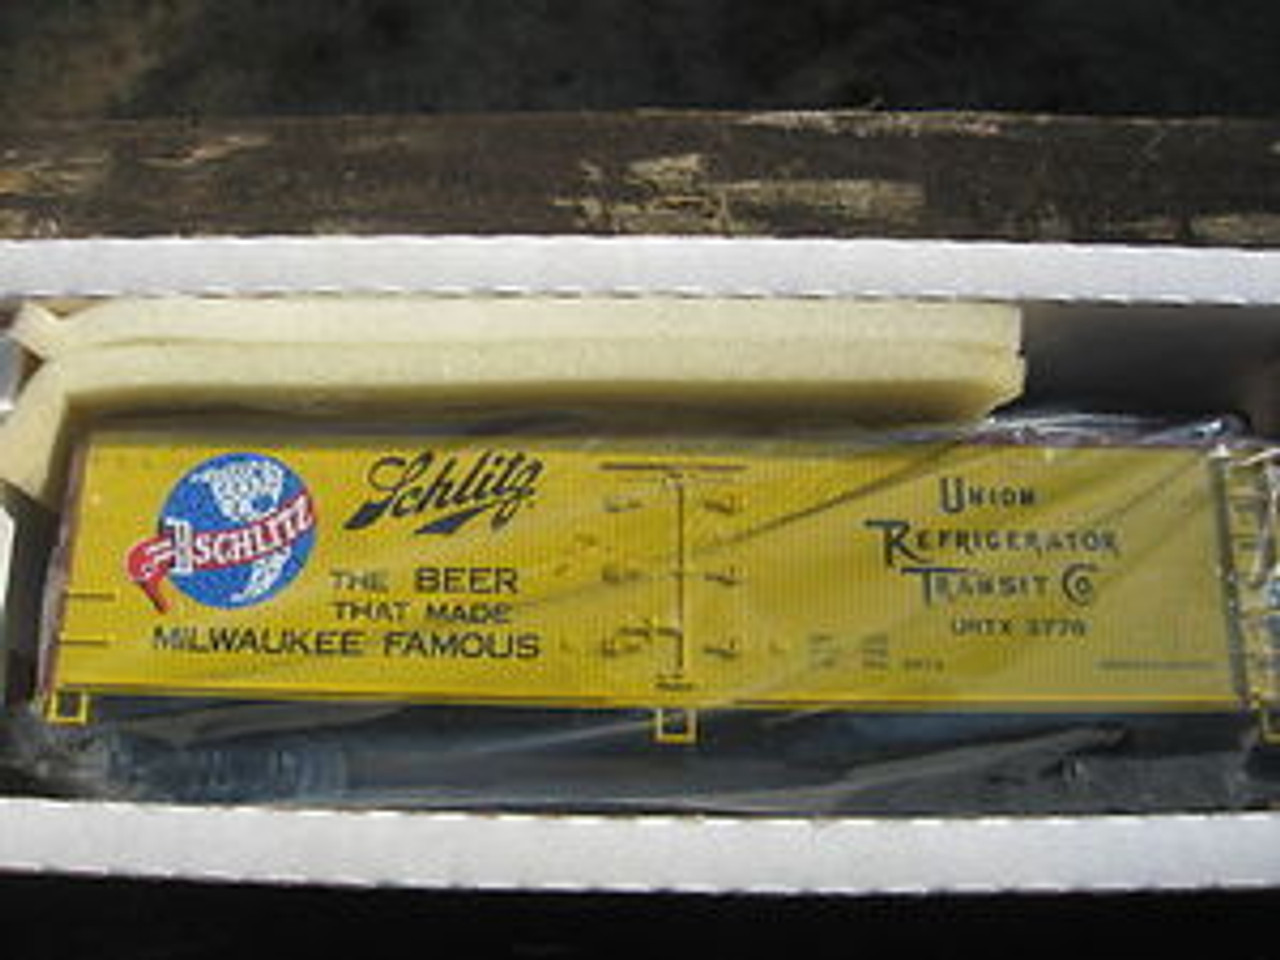 SCHLITZ
Schlitz
THE BEER
THAT MADE
MILWAUKEE FAMOUS
UNION
REFRIGERATOR
TRANSIT CO
URTX